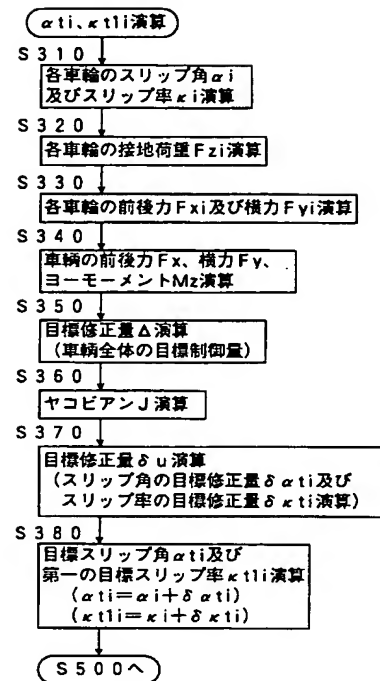 αti、κt1i演算
S310
各車輪のスリップ角αi
及びスリップ率κi演算
S320
各車輪の接地荷重Fzi演算
S330
各車輪の前後力Fxi及び横力Fyi演算
S340
車輌の前後力Fx、横力Fy、
ヨーモーメントMz演算
S350
目標修正量Δ演算
(車輌全体の目標制御量)
S360
ヤコビアンJ演算
S370
目標修正量δu演算
(スリップ角の目標修正量δαti及び
スリップ率の目標修正量δκti演算)
S380
目標スリップ角αti及び
第一の目標スリップ率κt1i演算
(αti=αi+δαti)
(κt1i=κi+δκti)
S500へ